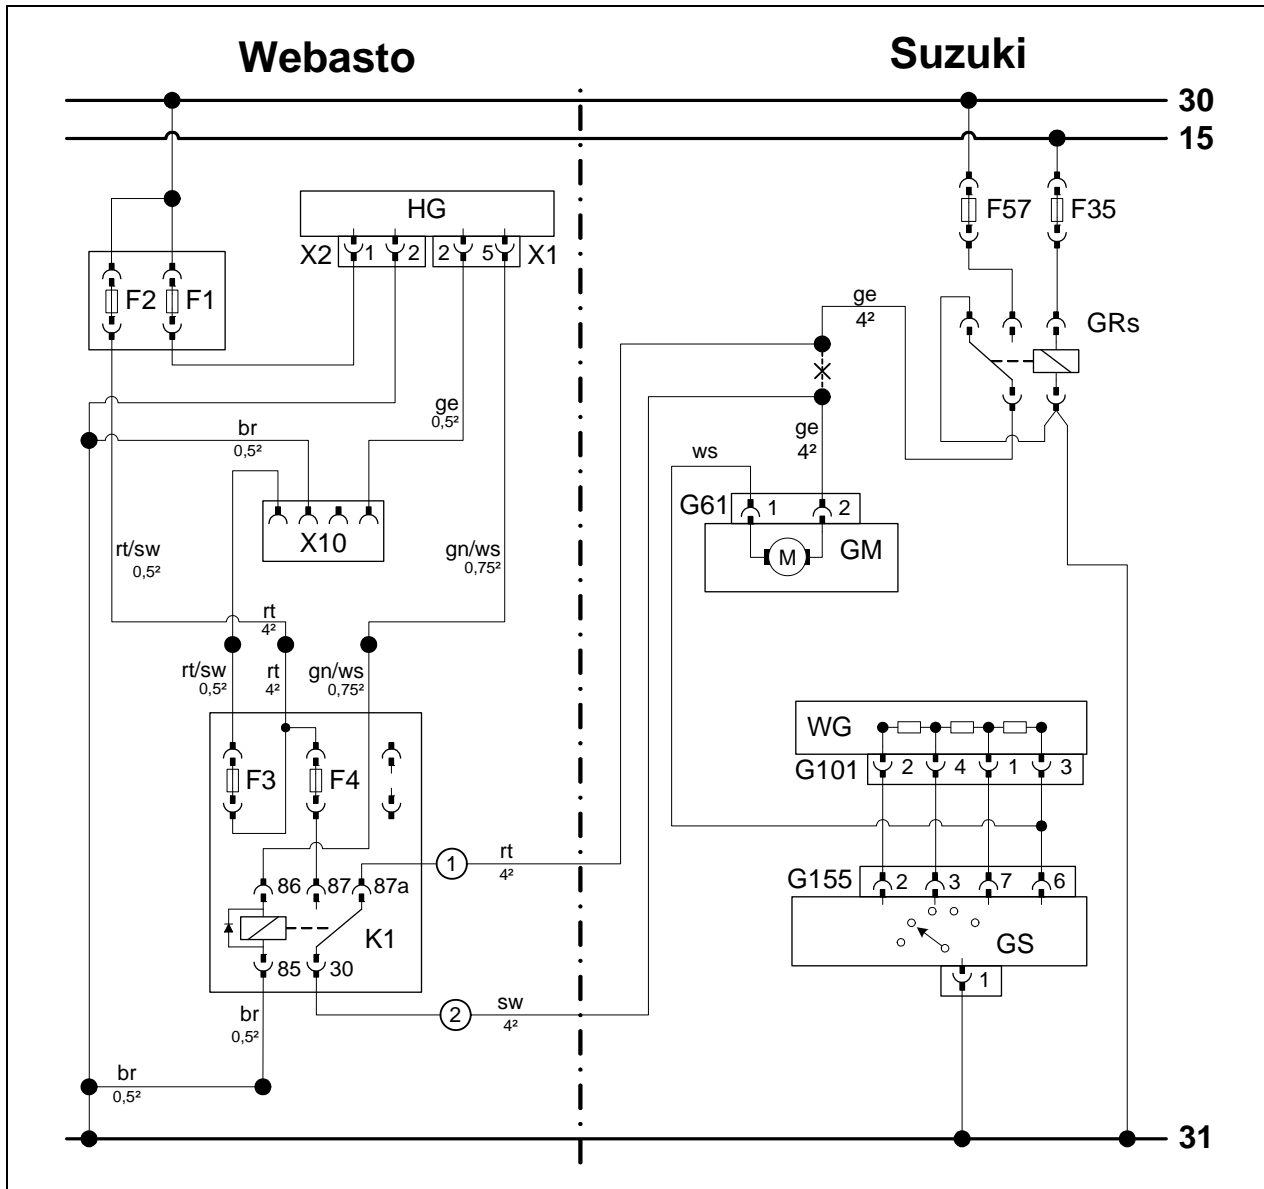 Webasto
Suzuki
30
15
HG
F57
F35
X2
1
2
2
5
X1
F2
F1
ge
4²
GRs
ge
0,5²
br
0,5²
ge
4²
ws
G61
1
2
X10
M
GM
rt/sw
0,5²
gn/ws
0,75²
rt
4²
rt/sw
0,5²
rt
4²
gn/ws
0,75²
WG
F3
F4
G101
2
4
1
3
1
rt
4²
86
87
87a
G155
2
3
7
6
K1
GS
85
30
1
br
0,5²
2
sw
4²
br
0,5²
31